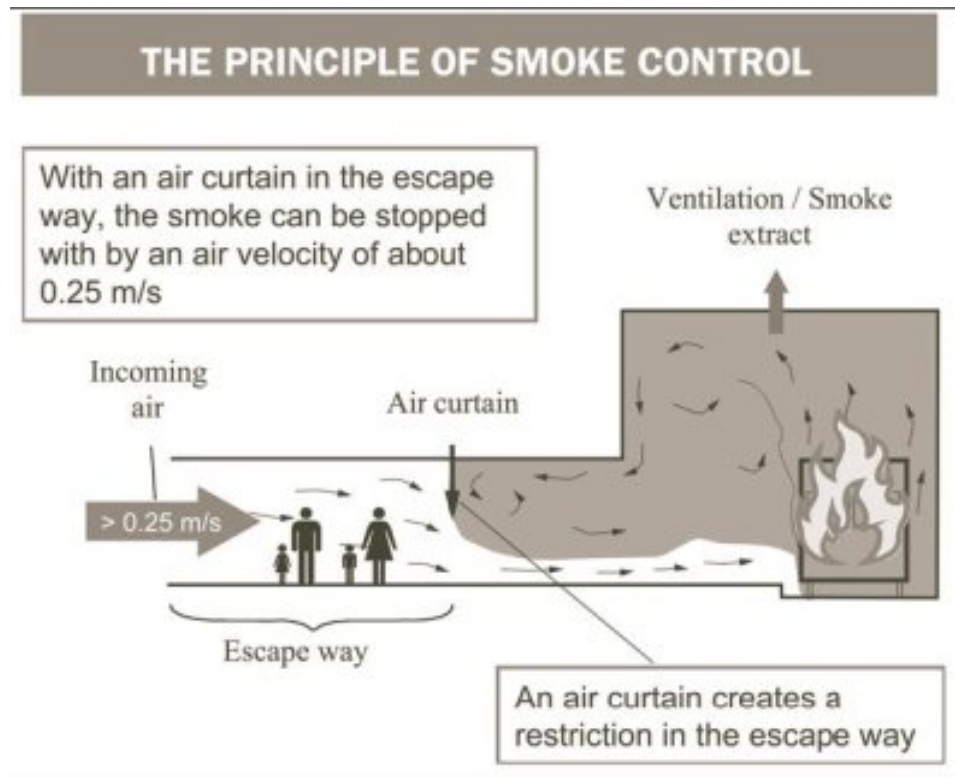 THE PRINCIPLE OF SMOKE CONTROL
With an air curtain in the escape
way, the smoke can be stopped
with by an air velocity of about
0.25 m/s
Ventilation / Smoke
extract
Incoming
air
Air curtain
> 0.25 m/s
Escape way
An air curtain creates a
restriction in the escape way